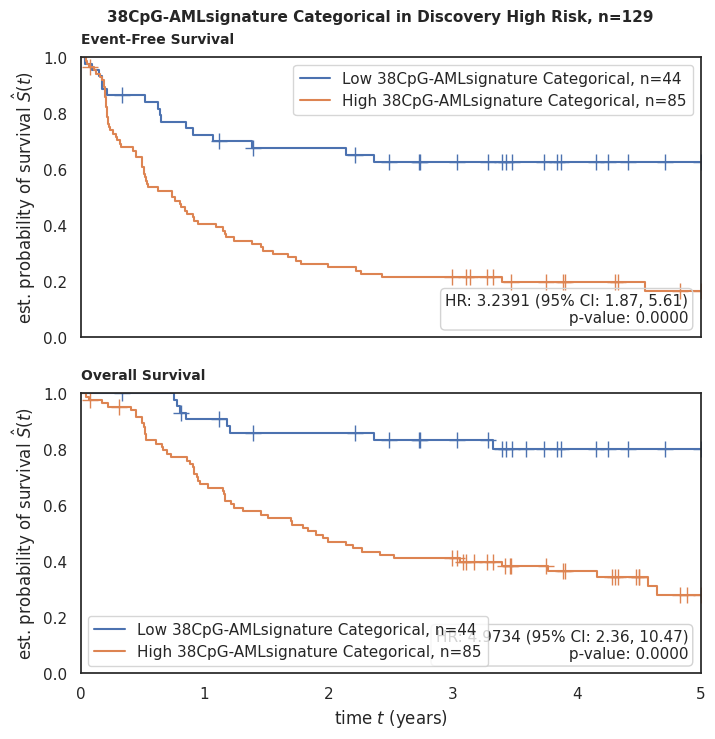 38CpG-AMLsignature Categorical in Discovery High Risk, n=129
Event-Free Survival
1.0
0.8
0.6
0.4
0.2
0.0
est. probability of survival Ŝ(t)
Low 38CpG-AMLsignature Categorical, n=44
High 38CpG-AMLsignature Categorical, n=85
HR: 3.2391 (95% CI: 1.87, 5.61)
p-value: 0.0000
Overall Survival
1.0
0.8
0.6
0.4
0.2
0.0
est. probability of survival Ŝ(t)
Low 38CpG-AMLsignature Categorical, n=44
High 38CpG-AMLsignature Categorical, n=85
HR: 4.9734 (95% CI: 2.36, 10.47)
p-value: 0.0000
0 1 2 3 4 5
time t (years)